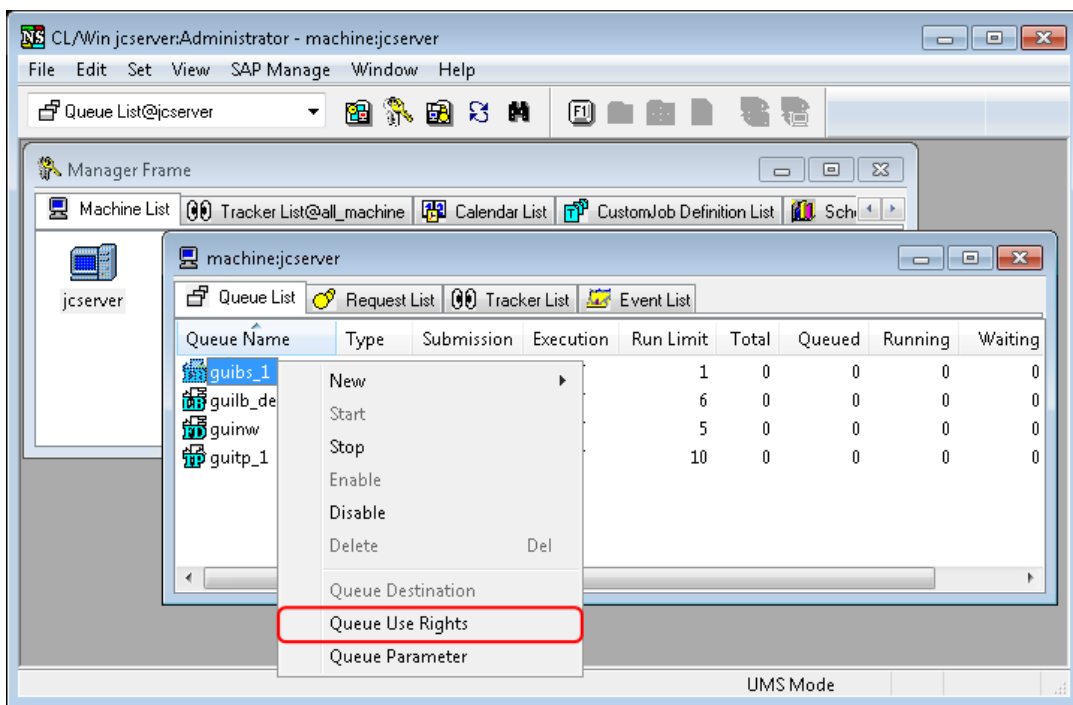 CL/Win jcserver:Administrator - machine:jcserver
File Edit Set View SAP Manage Window Help
Queue List@jcserver
F1
Manager Frame
Machine List Tracker List@all_machine Calendar List CustomJob Definition List
jcserver
machine:jcserver
Queue List Request List Tracker List Event List
Queue Name Type Submission Execution Run Limit Total Queued Running Waiting
guibs_1 1 0 0 0 0
guilb_de 6 0 0 0 0
guinw 5 0 0 0 0
guitp_1 10 0 0 0 0
New
Start
Stop
Enable
Disable
Delete Del
Queue Destination
Queue Use Rights
Queue Parameter
UMS Mode